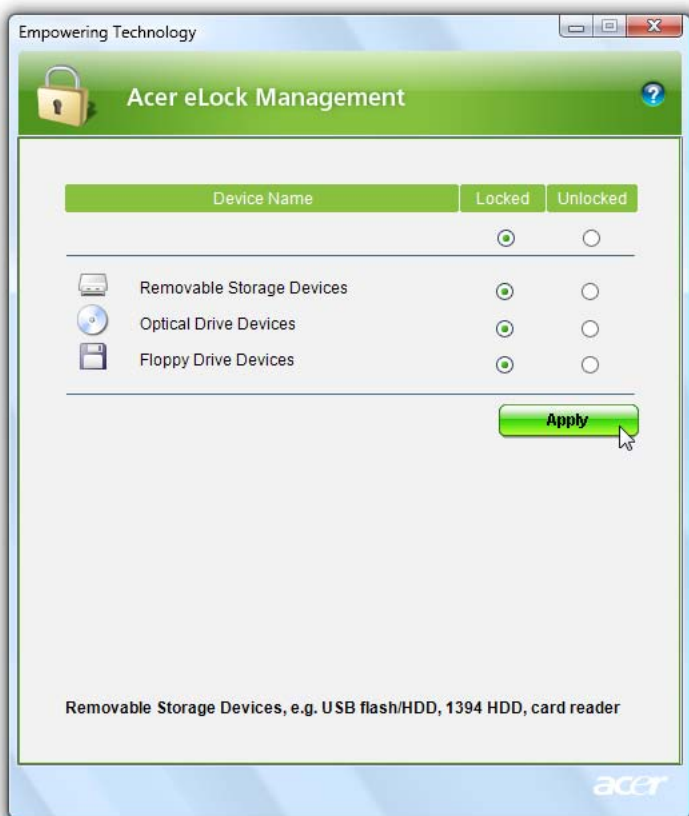 Empowering Technology
Acer eLock Management
Device Name Locked Unlocked
Removable Storage Devices
Optical Drive Devices
Floppy Drive Devices
Apply
Removable Storage Devices, e.g. USB flash/HDD, 1394 HDD, card reader
acer